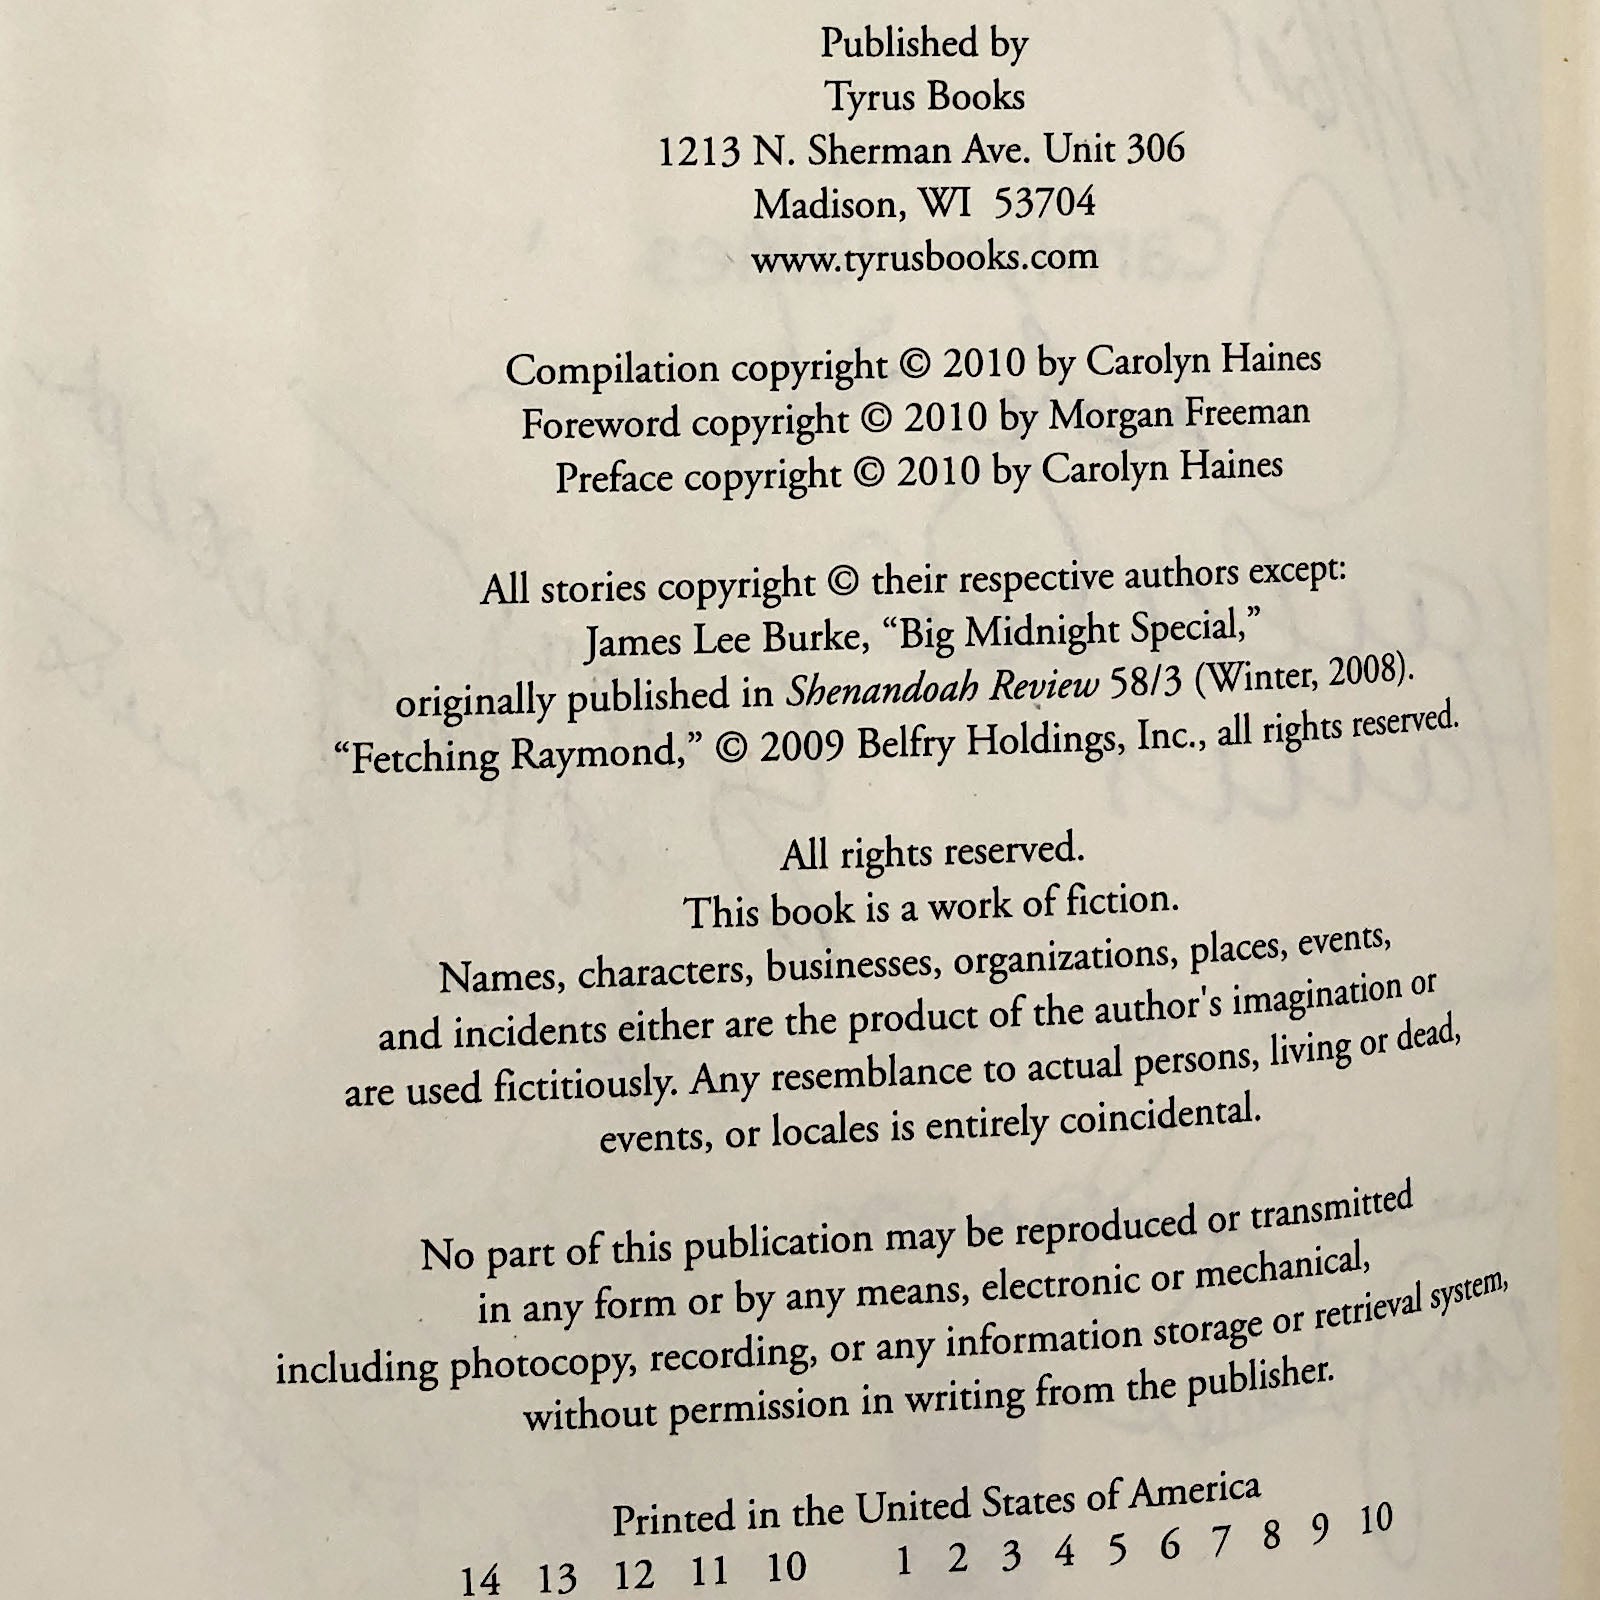 Published by
Tyrus Books
1213 N. Sherman Ave. Unit 306
Madison, WI 53704
www.tyrusbooks.com
Compilation copyright © 2010 by Carolyn Haines
Foreword copyright © 2010 by Morgan Freeman
Preface copyright © 2010 by Carolyn Haines
All stories copyright © their respective authors except:
James Lee Burke, “Big Midnight Special,”
originally published in Shenandoah Review 58/3 (Winter, 2008).
“Fetching Raymond,” © 2009 Belfry Holdings, Inc., all rights reserved.
All rights reserved.
This book is a work of fiction.
Names, characters, businesses, organizations, places, events,
and incidents either are the product of the author's imagination or
are used fictitiously. Any resemblance to actual persons, living or dead,
events, or locales is entirely coincidental.
No part of this publication may be reproduced or transmitted
in any form or by any means, electronic or mechanical,
including photocopy, recording, or any information storage or retrieval system,
without permission in writing from the publisher.
Printed in the United States of America
14 13 12 11 10 1 2 3 4 5 6 7 8 9 10